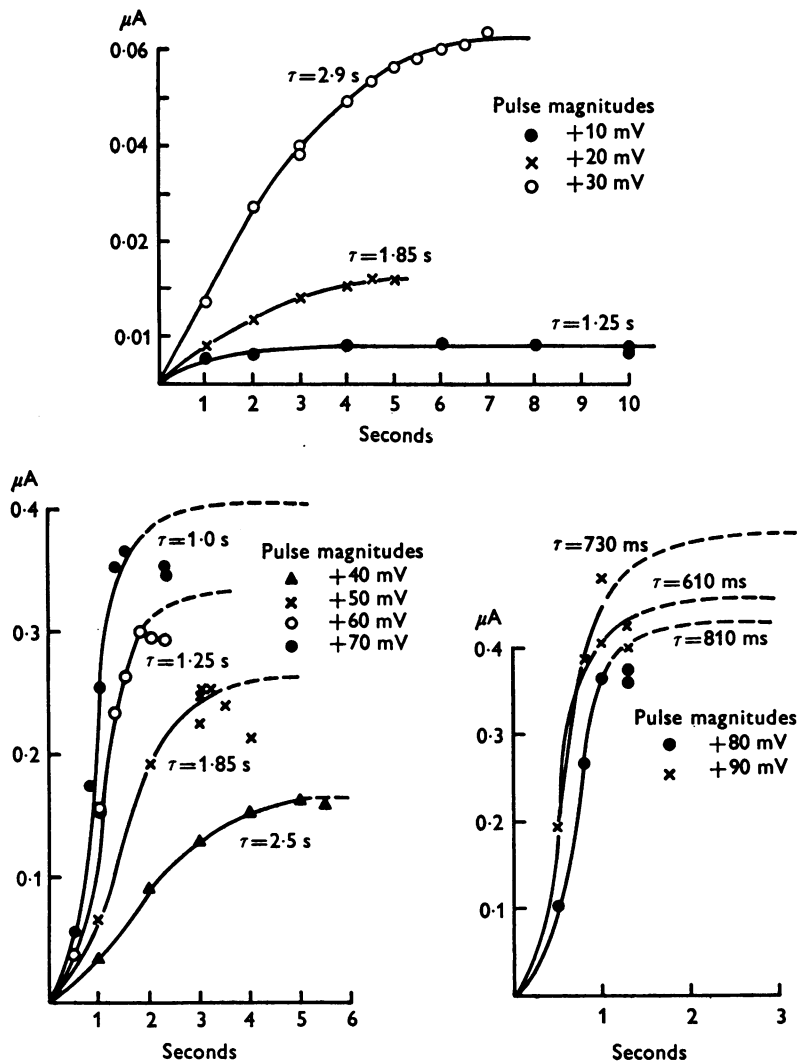 μA
0·06
τ=2·9 s
Pulse magnitudes
+10 mV
0·04
+20 mV
+30 mV
0·02
τ=1·85 s
0·01
τ=1·25 s
1 2 3 4 5 6 7 8 9 10
Seconds
μA
0·4
τ=1·0 s
Pulse magnitudes
+40 mV
+50 mV
+60 mV
+70 mV
0·3
τ=1·25 s
0·2
τ=1·85 s
τ=2·5 s
0·1
1 2 3 4 5 6
Seconds
τ=730 ms
τ=610 ms
μA
0·4
τ=810 ms
Pulse magnitudes
+80 mV
+90 mV
0·3
0·2
0·1
1 2 3
Seconds